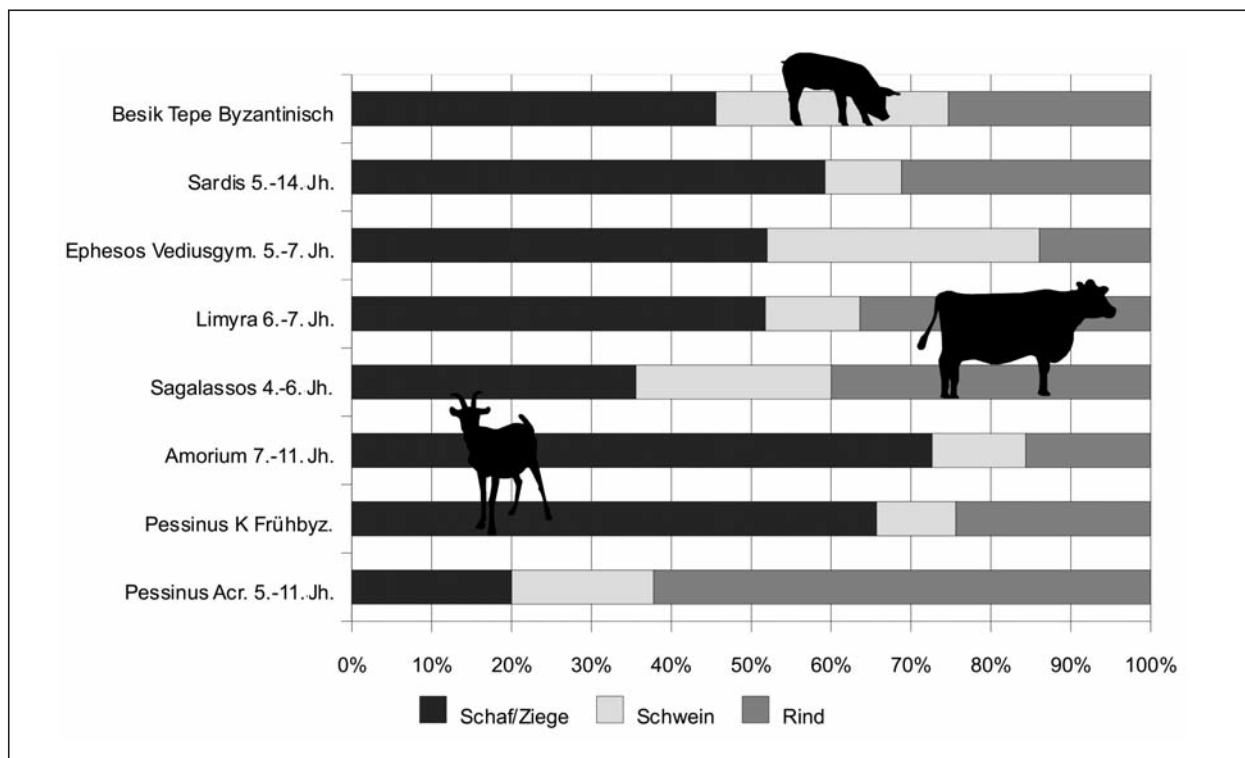 Besik Tepe Byzantinisch
Sardis 5.-14. Jh.
Ephesos Vediusgym. 5.-7. Jh.
Limyra 6.-7. Jh.
Sagalassos 4.-6. Jh.
Amorium 7.-11. Jh.
Pessinus K Frühbyz.
Pessinus Acr. 5.-11. Jh.
0% 10% 20% 30% 40% 50% 60% 70% 80% 90% 100%
Schaf/Ziege Schwein Rind